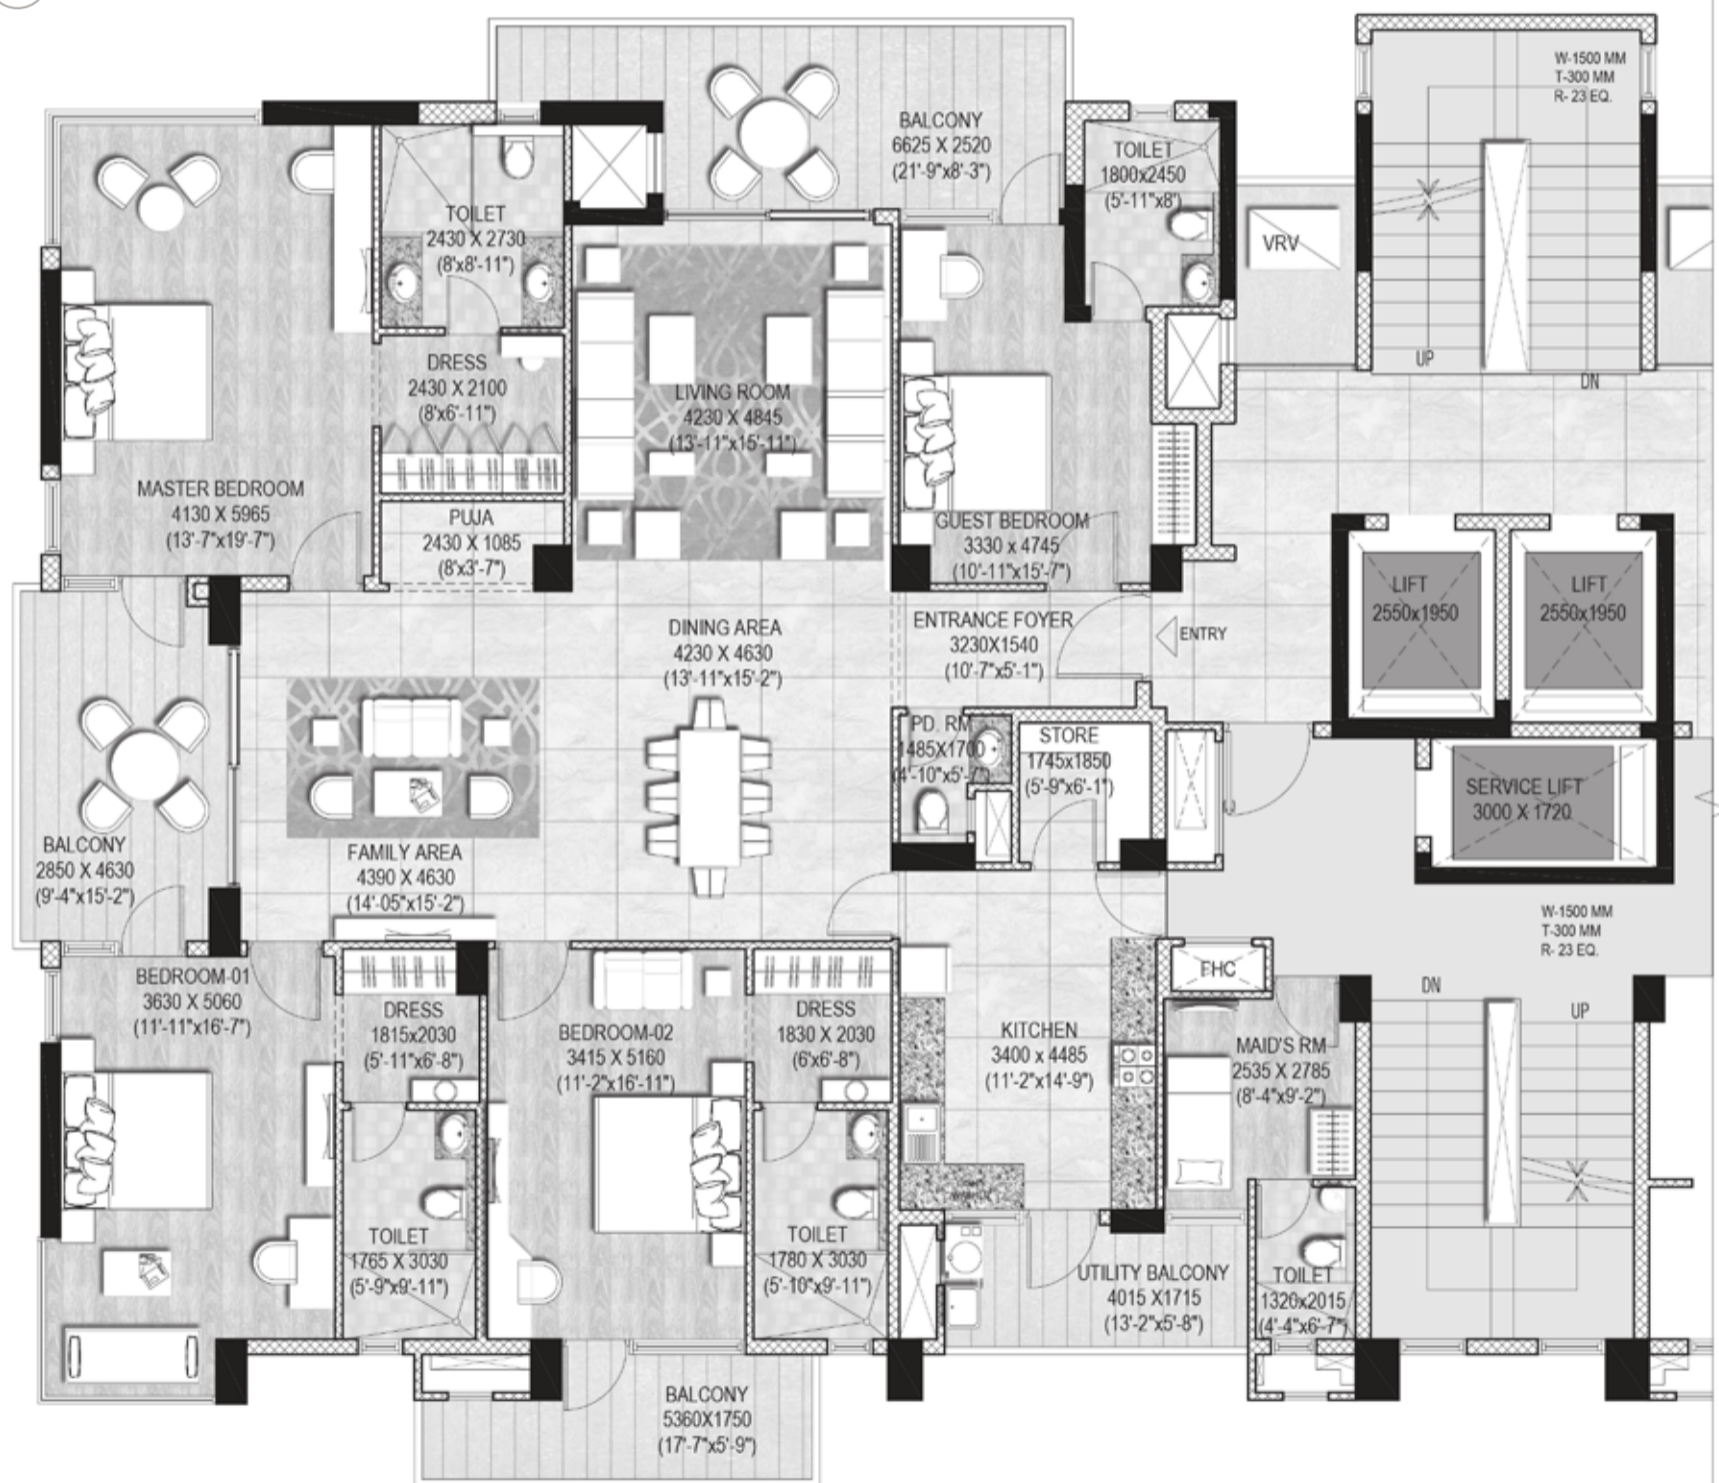 W-1500 MM
T-300 MM
R- 23 EQ.
BALCONY
6625 X 2520
(21'-9"x8'-3")
TOILET
1800x2450
(5'-11"x8')
TOILET
2430 X 2730
(8'x8'-11")
VRV
UP
DN
DRESS
2430 X 2100
(8'x6'-11")
LIVING ROOM
4230 X 4845
(13'-11"x15'-11")
MASTER BEDROOM
4130 X 5965
(13'-7"x19'-7")
PUJA
2430 X 1085
(8'x3'-7")
GUEST BEDROOM
3330 x 4745
(10'-11"x15'-7")
LIFT
2550x1950
LIFT
2550x1950
DINING AREA
4230 X 4630
(13'-11"x15'-2")
ENTRANCE FOYER
3230X1540
(10'-7"x5'-1")
ENTRY
PD. RM
1485X1700
(4'-10"x5'-7")
STORE
1745x1850
(5'-9"x6'-1")
SERVICE LIFT
3000 X 1720
BALCONY
2850 X 4630
(9'-4"x15'-2")
FAMILY AREA
4390 X 4630
(14'-05"x15'-2")
W-1500 MM
T-300 MM
R- 23 EQ.
BEDROOM-01
3630 X 5060
(11'-11"x16'-7")
DRESS
1815x2030
(5'-11"x6'-8")
BEDROOM-02
3415 X 5160
(11'-2"x16'-11")
DRESS
1830 X 2030
(6'x6'-8")
KITCHEN
3400 x 4485
(11'-2"x14'-9")
FHC
DN
UP
MAID'S RM
2535 X 2785
(8'-4"x9'-2")
TOILET
1765 X 3030
(5'-9"x9'-11")
TOILET
1780 X 3030
(5'-10"x9'-11")
UTILITY BALCONY
4015 X1715
(13'-2"x5'-8")
TOILET
1320x2015
(4'-4"x6'-7")
BALCONY
5360X1750
(17'-7"x5'-9")